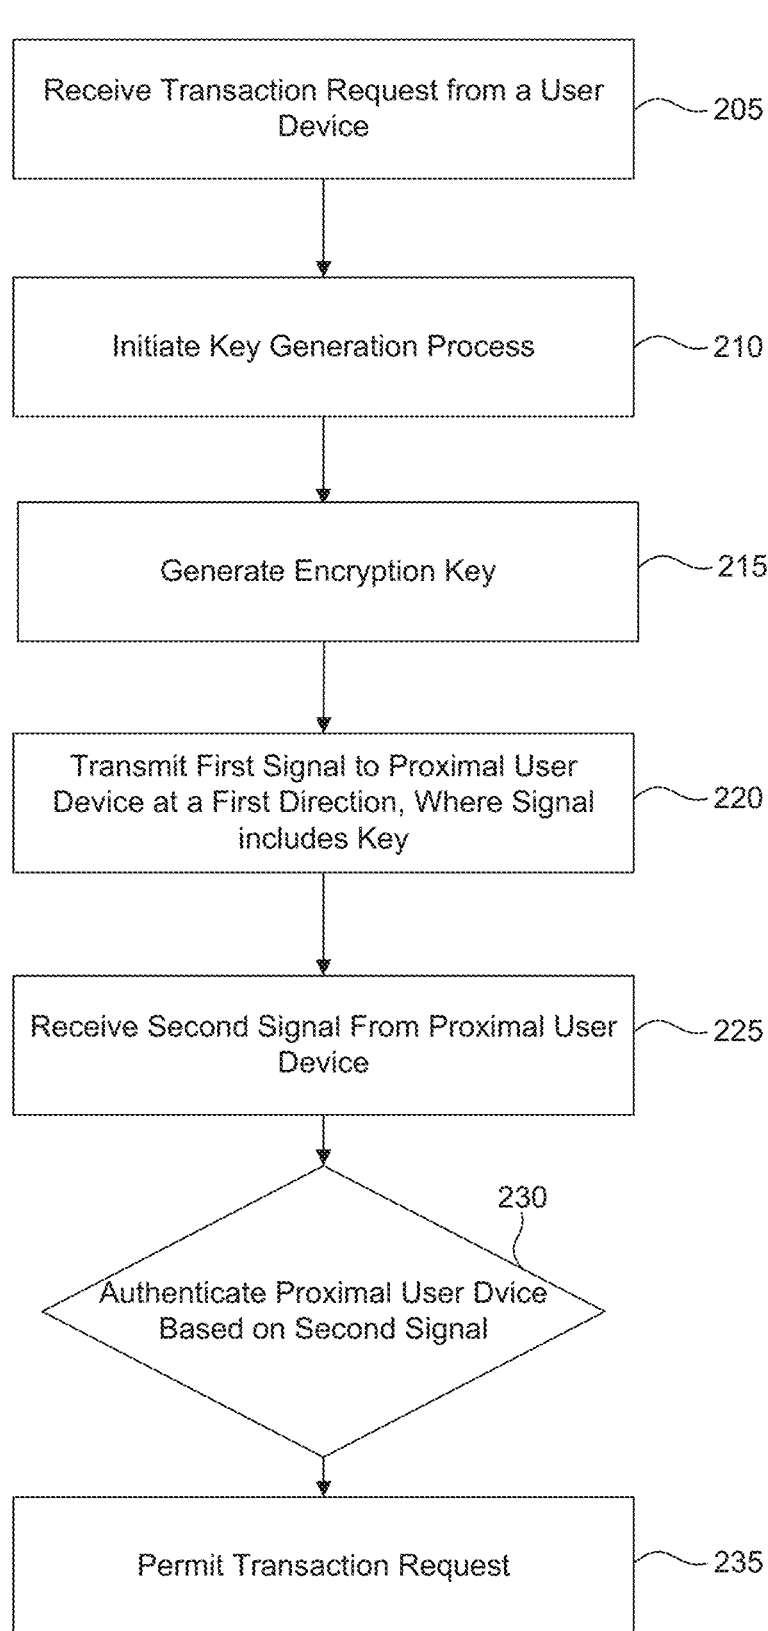 Receive Transaction Request from a User
Device
205
Initiate Key Generation Process
210
Generate Encryption Key
215
Transmit First Signal to Proximal User
Device at a First Direction, Where Signal
includes Key
220
Receive Second Signal From Proximal User
Device
225
230
Authenticate Proximal User Dvice
Based on Second Signal
Permit Transaction Request
235